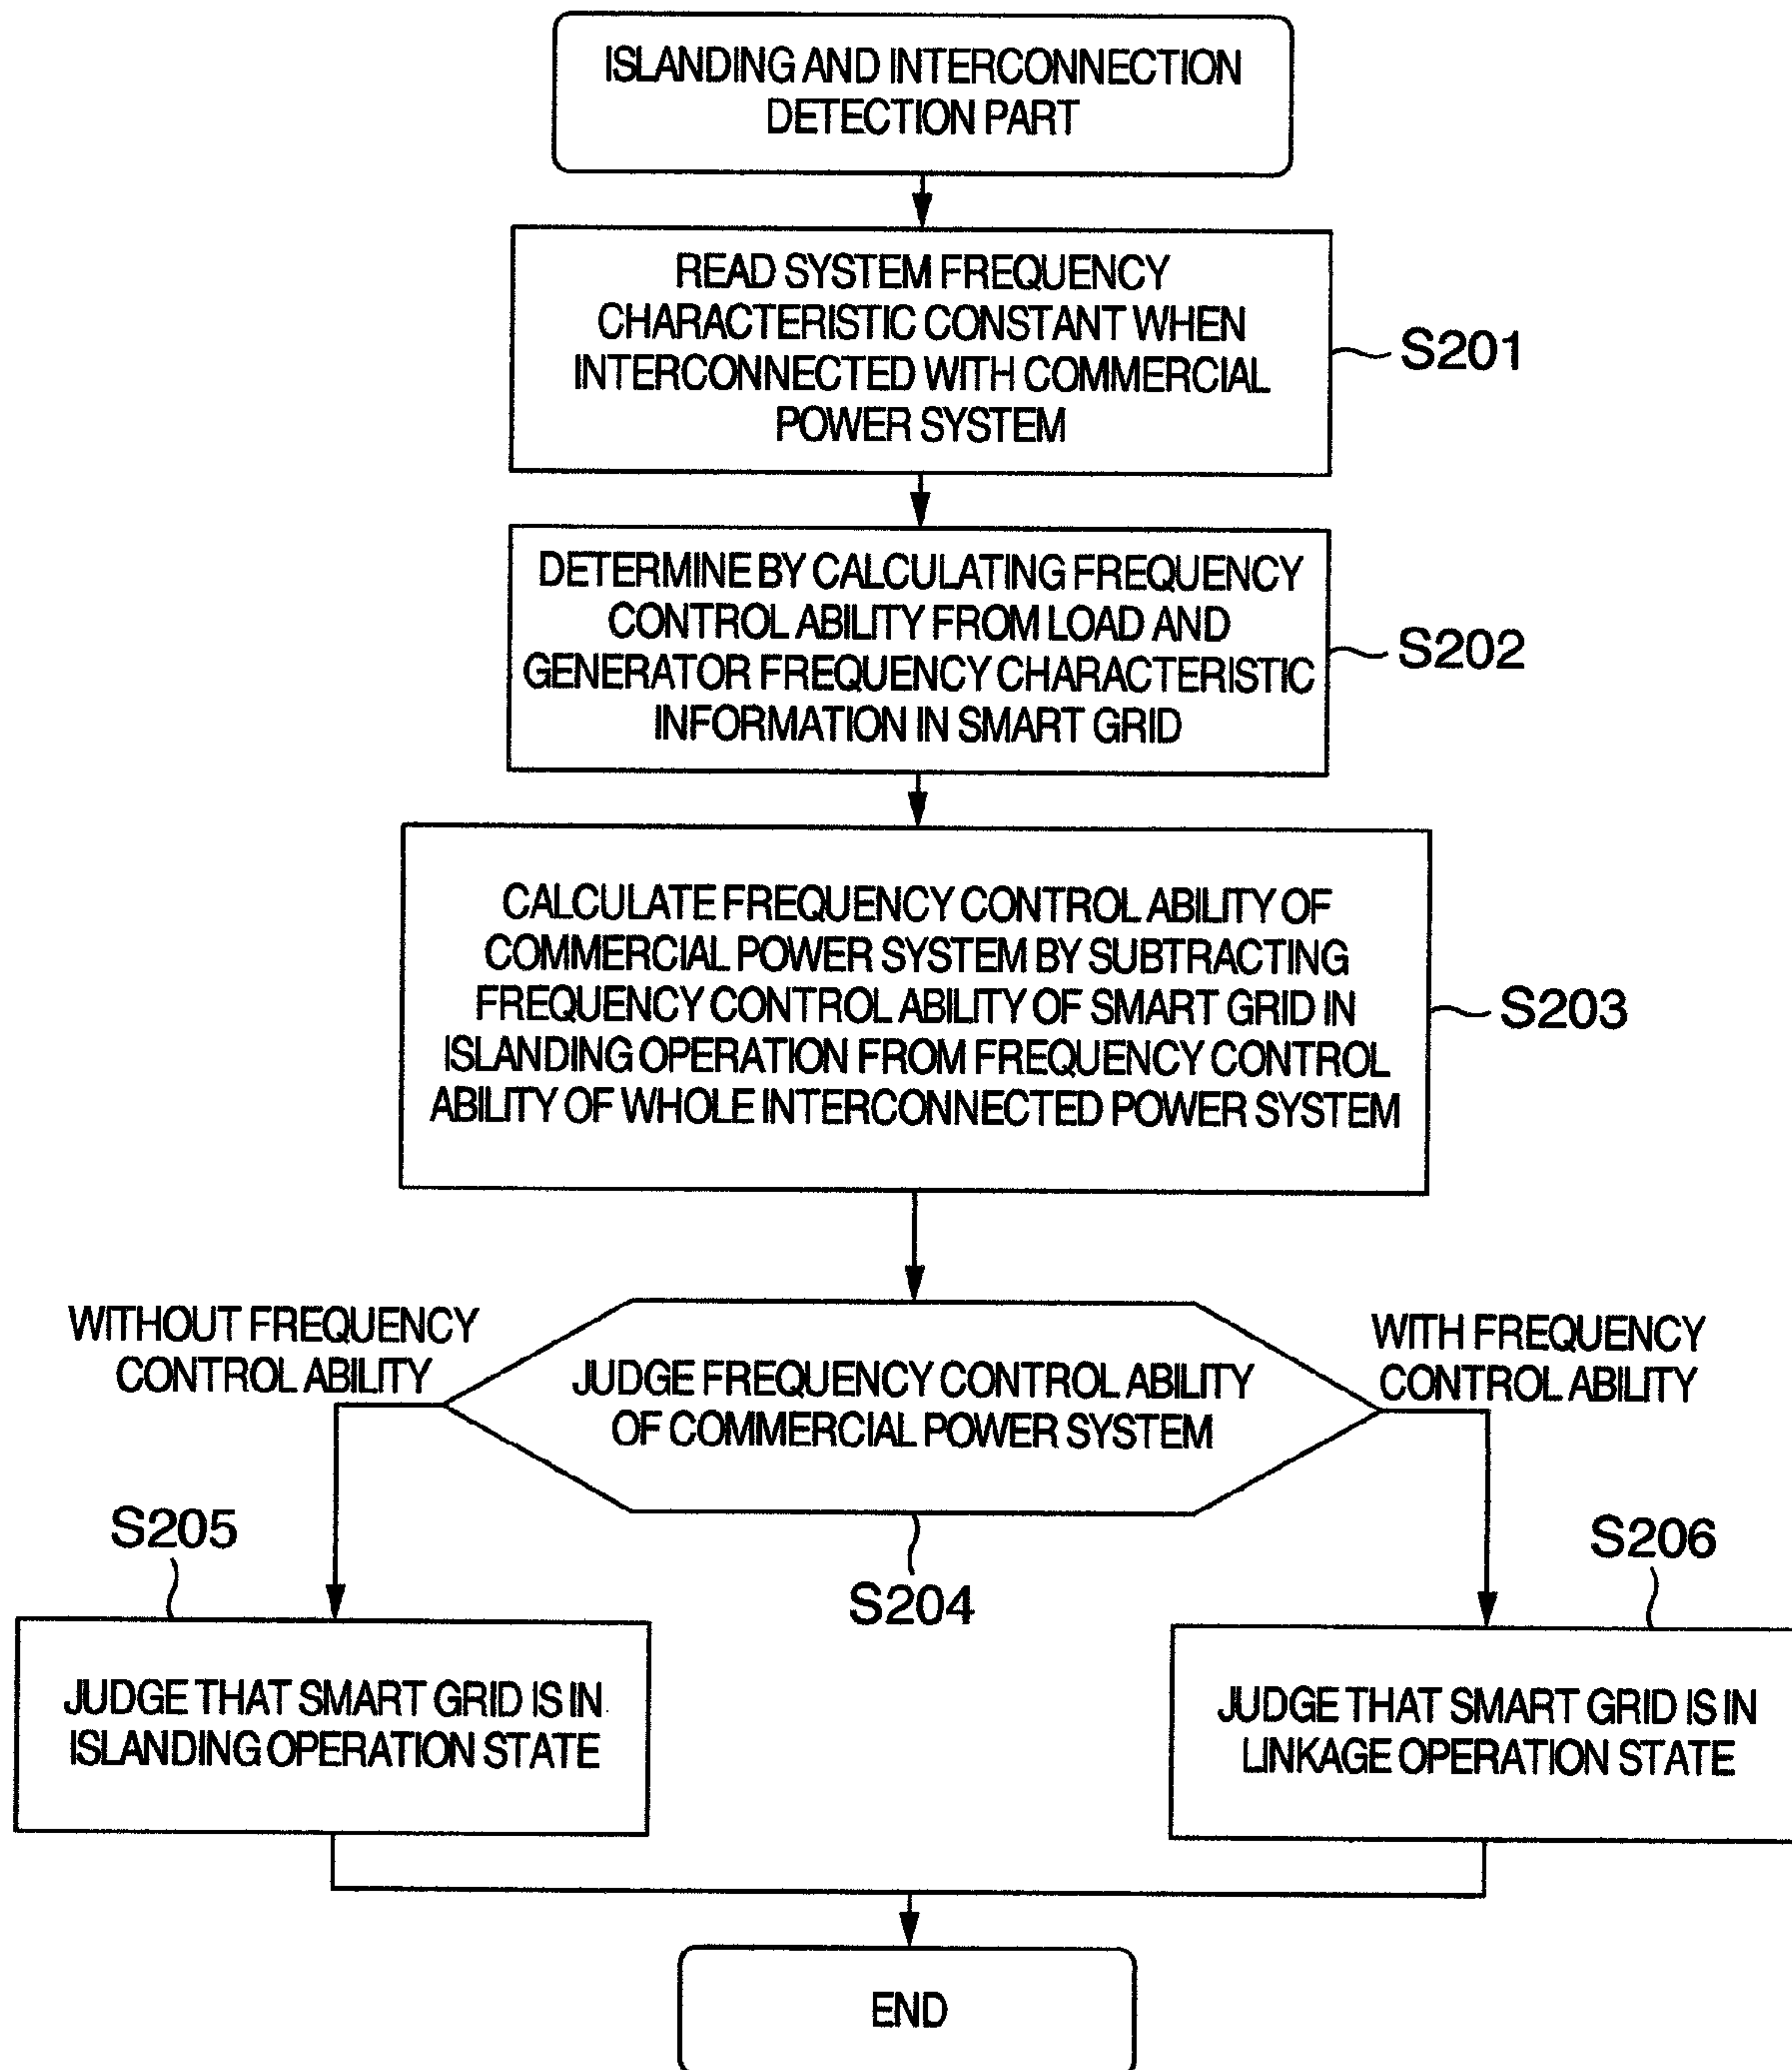 ISLANDING AND INTERCONNECTION
DETECTION PART
READ SYSTEM FREQUENCY
CHARACTERISTIC CONSTANT WHEN
INTERCONNECTED WITH COMMERCIAL
POWER SYSTEM
S201
DETERMINE BY CALCULATING FREQUENCY
CONTROL ABILITY FROM LOAD AND
GENERATOR FREQUENCY CHARACTERISTIC
INFORMATION IN SMART GRID
S202
CALCULATE FREQUENCY CONTROL ABILITY OF
COMMERCIAL POWER SYSTEM BY SUBTRACTING
FREQUENCY CONTROL ABILITY OF SMART GRID IN
ISLANDING OPERATION FROM FREQUENCY CONTROL
ABILITY OF WHOLE INTERCONNECTED POWER SYSTEM
S203
WITHOUT FREQUENCY
CONTROL ABILITY
JUDGE FREQUENCY CONTROL ABILITY
OF COMMERCIAL POWER SYSTEM
WITH FREQUENCY
CONTROL ABILITY
S204
S205
JUDGE THAT SMART GRID IS IN
ISLANDING OPERATION STATE
S206
JUDGE THAT SMART GRID IS IN
LINKAGE OPERATION STATE
END